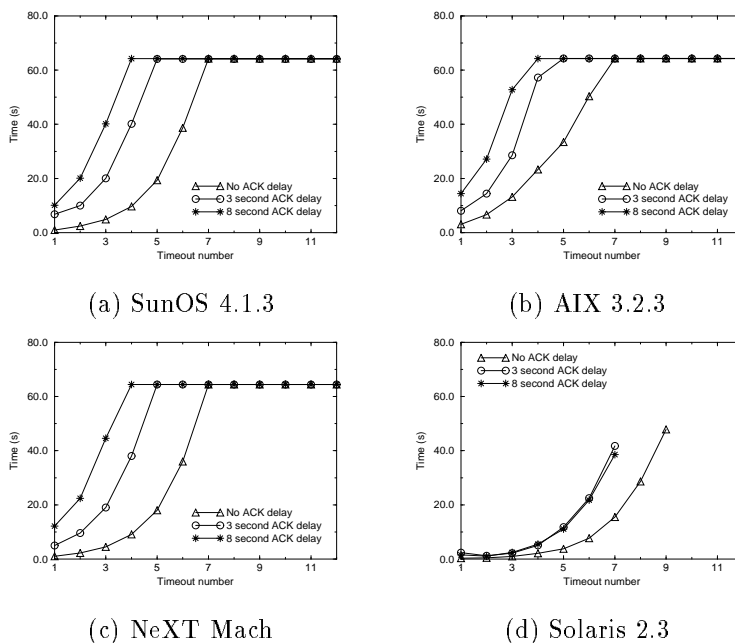 80.0
60.0
40.0
20.0
0.0
Time (s)
No ACK delay
3 second ACK delay
8 second ACK delay
1 3 5 7 9 11
Timeout number
(a) SunOS 4.1.3
80.0
60.0
40.0
20.0
0.0
Time (s)
No ACK delay
3 second ACK delay
8 second ACK delay
1 3 5 7 9 11
Timeout number
(b) AIX 3.2.3
80.0
60.0
40.0
20.0
0.0
Time (s)
No ACK delay
3 second ACK delay
8 second ACK delay
1 3 5 7 9 11
Timeout number
(c) NeXT Mach
80.0
60.0
40.0
20.0
0.0
Time (s)
No ACK delay
3 second ACK delay
8 second ACK delay
1 3 5 7 9 11
Timeout number
(d) Solaris 2.3